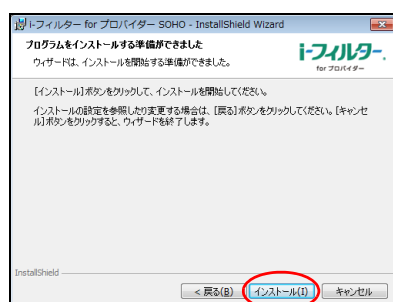 i-フィルター for プロバイダー SOHO - InstallShield Wizard
プログラムをインストールする準備ができました
ウィザードは、インストールを開始する準備ができました。
i-フィルター.
for プロバイダー
[インストール]ボタンをクリックして、インストールを開始してください。
インストールの設定を参照したり変更する場合は、[戻る]ボタンをクリックしてください。[キャンセ
ル]ボタンをクリックすると、ウィザードを終了します。
InstallShield
< 戻る(B)
インストール(I)
キャンセル